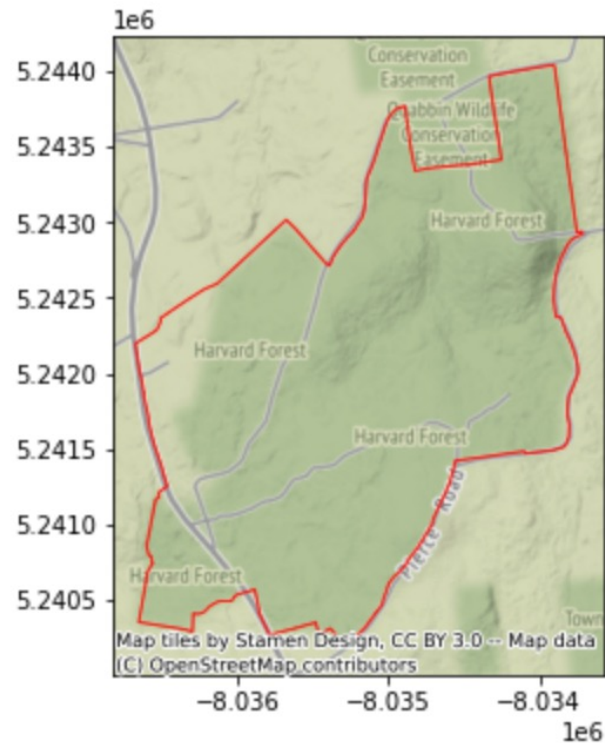 1e6
5.2440
5.2435
5.2430
5.2425
5.2420
5.2415
5.2410
5.2405
Conservation
Easement
Quabbin Wildlife
Conservation
Easement
Harvard Forest
Harvard Forest
Harvard Forest
Pierce Road
Harvard Forest
Town
Map tiles by Stamen Design, CC BY 3.0 -- Map data
(C) OpenStreetMap contributors
−8.036 −8.035 −8.034
1e6